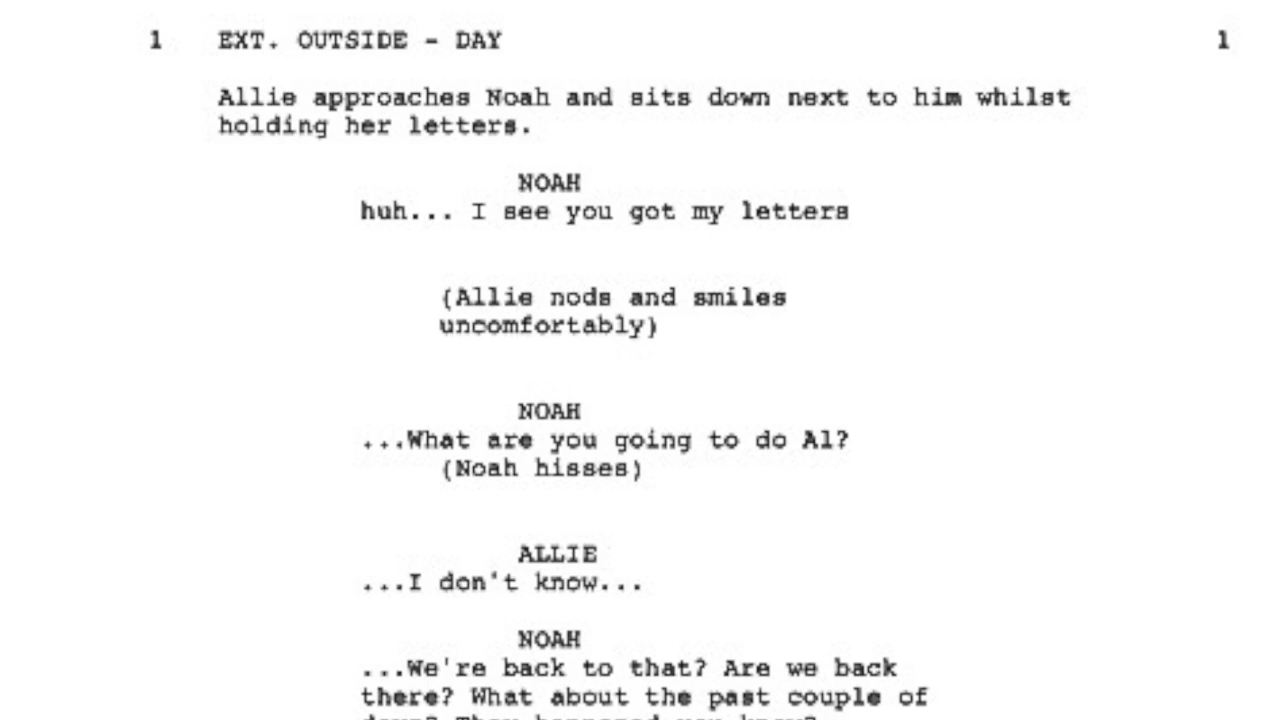 1 EXT. OUTSIDE - DAY 1
Allie approaches Noah and sits down next to him whilst
holding her letters.
NOAH
huh... I see you got my letters
(Allie nods and smiles
uncomfortably)
NOAH
...What are you going to do Al?
(Noah hisses)
ALLIE
...I don't know...
NOAH
...We're back to that? Are we back
there? What about the past couple of